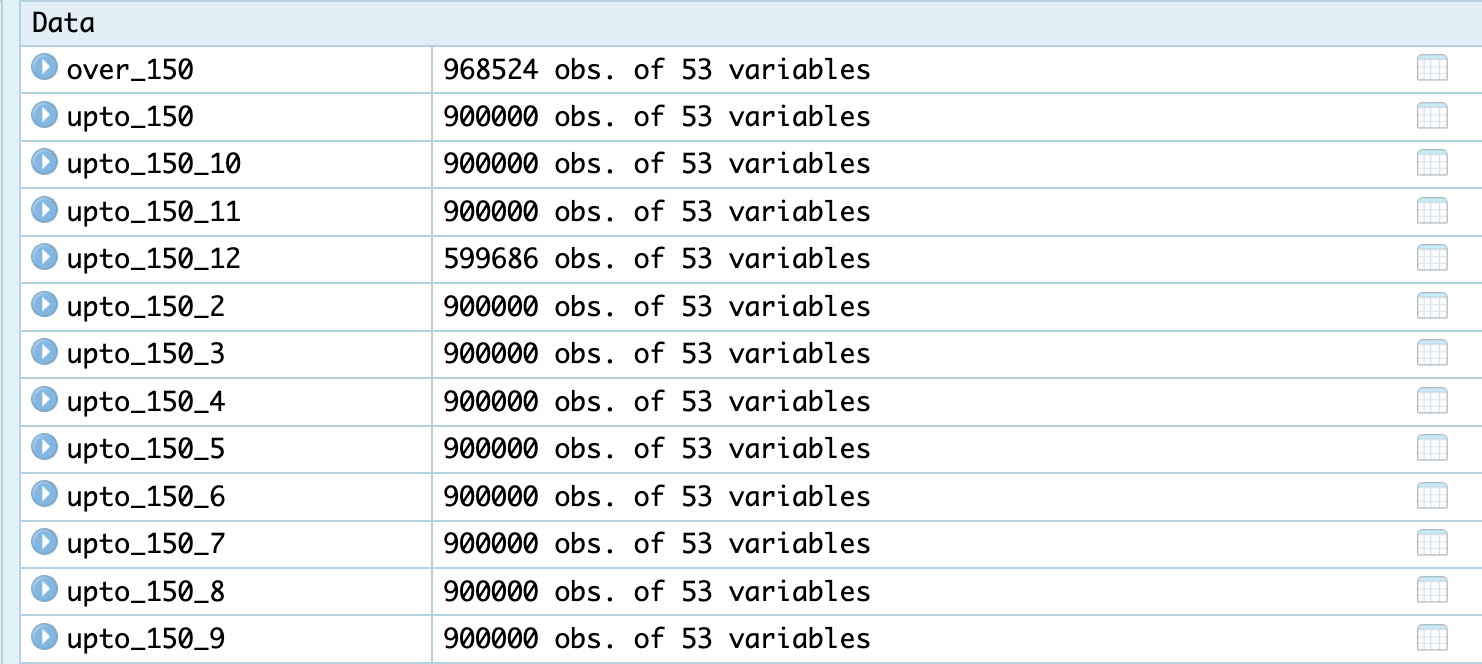 Data
over_150 968524 obs. of 53 variables
upto_150 900000 obs. of 53 variables
upto_150_10 900000 obs. of 53 variables
upto_150_11 900000 obs. of 53 variables
upto_150_12 599686 obs. of 53 variables
upto_150_2 900000 obs. of 53 variables
upto_150_3 900000 obs. of 53 variables
upto_150_4 900000 obs. of 53 variables
upto_150_5 900000 obs. of 53 variables
upto_150_6 900000 obs. of 53 variables
upto_150_7 900000 obs. of 53 variables
upto_150_8 900000 obs. of 53 variables
upto_150_9 900000 obs. of 53 variables